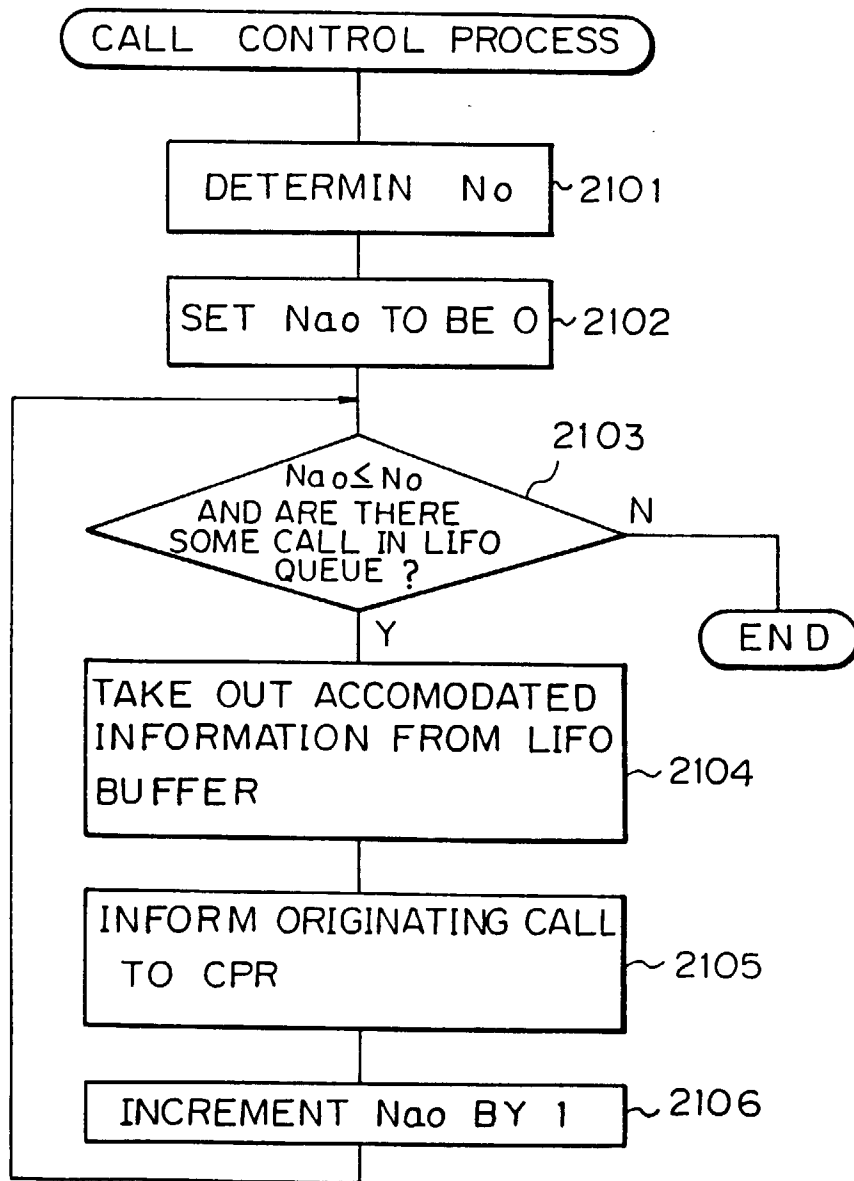 CALL CONTROL PROCESS
DETERMIN No
2101
SET Nao TO BE 0
2102
2103
Nao≤No
AND ARE THERE
SOME CALL IN LIFO
QUEUE ?
N
END
Y
TAKE OUT ACCOMODATED
INFORMATION FROM LIFO
BUFFER
2104
INFORM ORIGINATING CALL
TO CPR
2105
INCREMENT Nao BY 1
2106